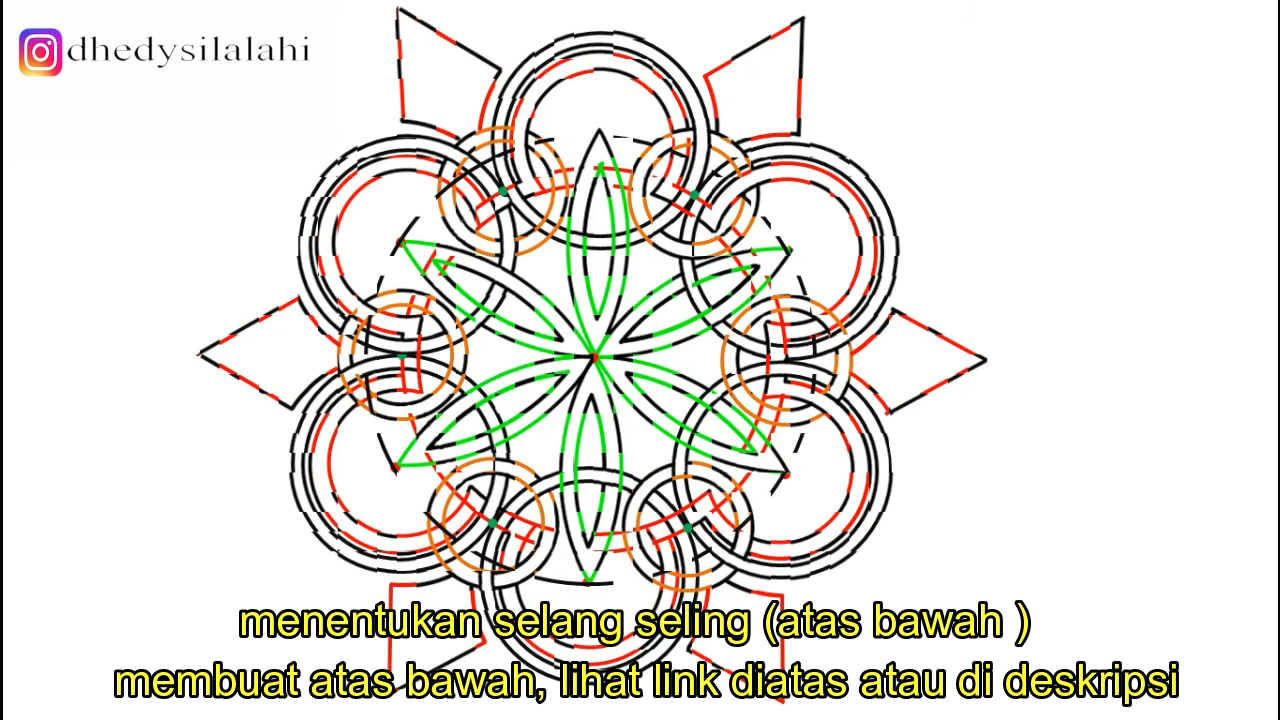 dhedysilalahi
menentukan selang seling (atas bawah )
membuat atas bawah, lihat link diatas atau di deskripsi